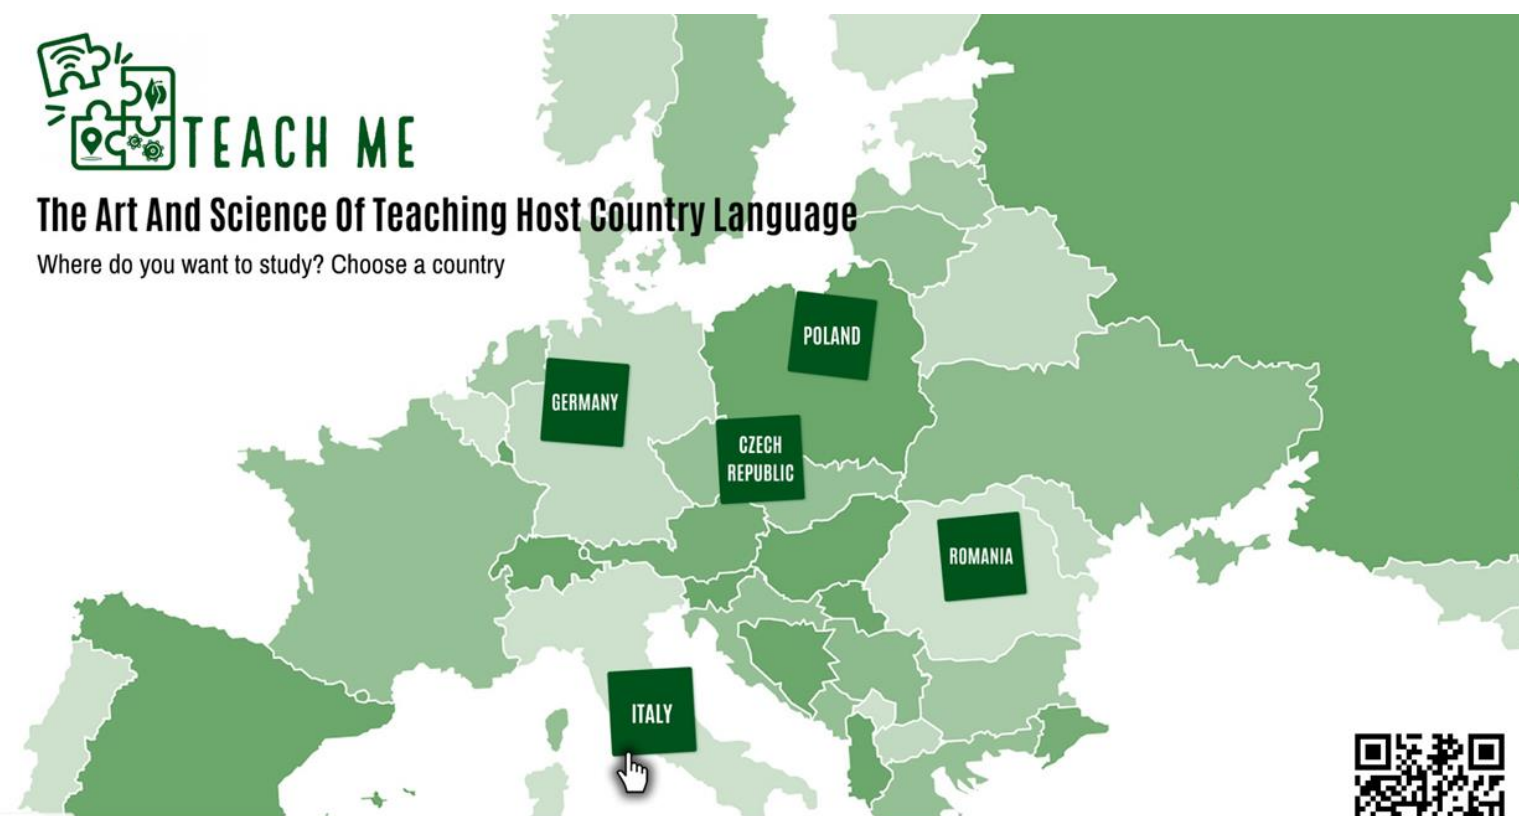 TEACH ME
The Art And Science Of Teaching Host Country Language
Where do you want to study? Choose a country
POLAND
GERMANY
CZECH
REPUBLIC
ROMANIA
ITALY